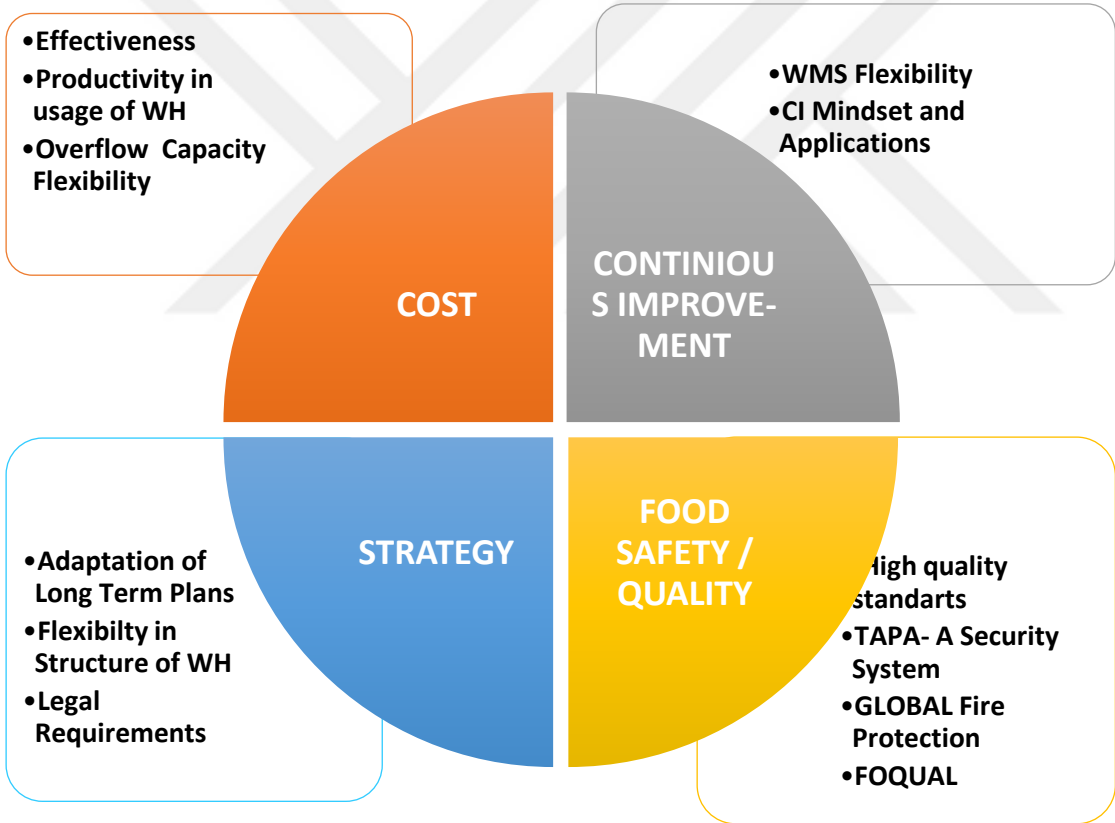 •Effectiveness
•Productivity in
usage of WH
•Overflow Capacity
Flexibility
•WMS Flexibility
•CI Mindset and
Applications
COST
CONTINIOU
S IMPROVE-
MENT
STRATEGY
FOOD
SAFETY /
QUALITY
•Adaptation of
Long Term Plans
•Flexibilty in
Structure of WH
•Legal
Requirements
High quality
standarts
•TAPA- A Security
System
•GLOBAL Fire
Protection
•FOQUAL